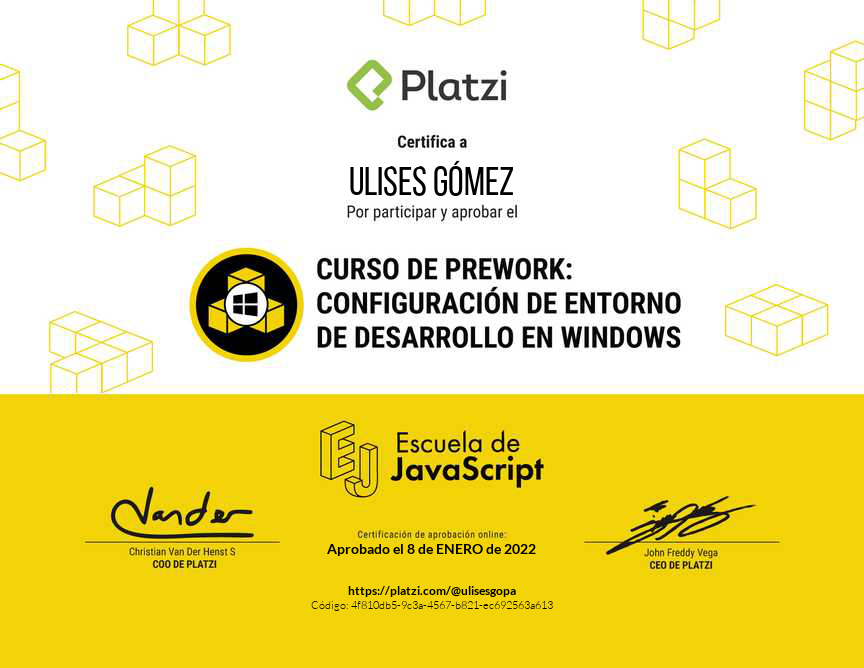 Platzi
Certifica a
ULISES GÓMEZ
Por participar y aprobar el
CURSO DE PREWORK:
CONFIGURACIÓN DE ENTORNO
DE DESARROLLO EN WINDOWS
EJ
Escuela de
JavaScript
Vander
Christian Van Der Henst S
COO DE PLATZI
Certificación de aprobación online:
Aprobado el 8 de ENERO de 2022
John Freddy Vega
CEO DE PLATZI
https://platzi.com/@ulisesgopa
Código: 4f810db5-9c3a-4567-b821-ec692563a613